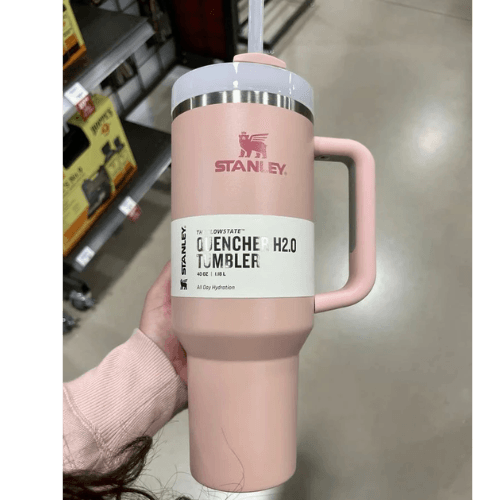 STANLEY®
STANLEY
THE FLOWSTATE™
QUENCHER H2.0
TUMBLER
40 OZ | 1.18 L
All Day Hydration